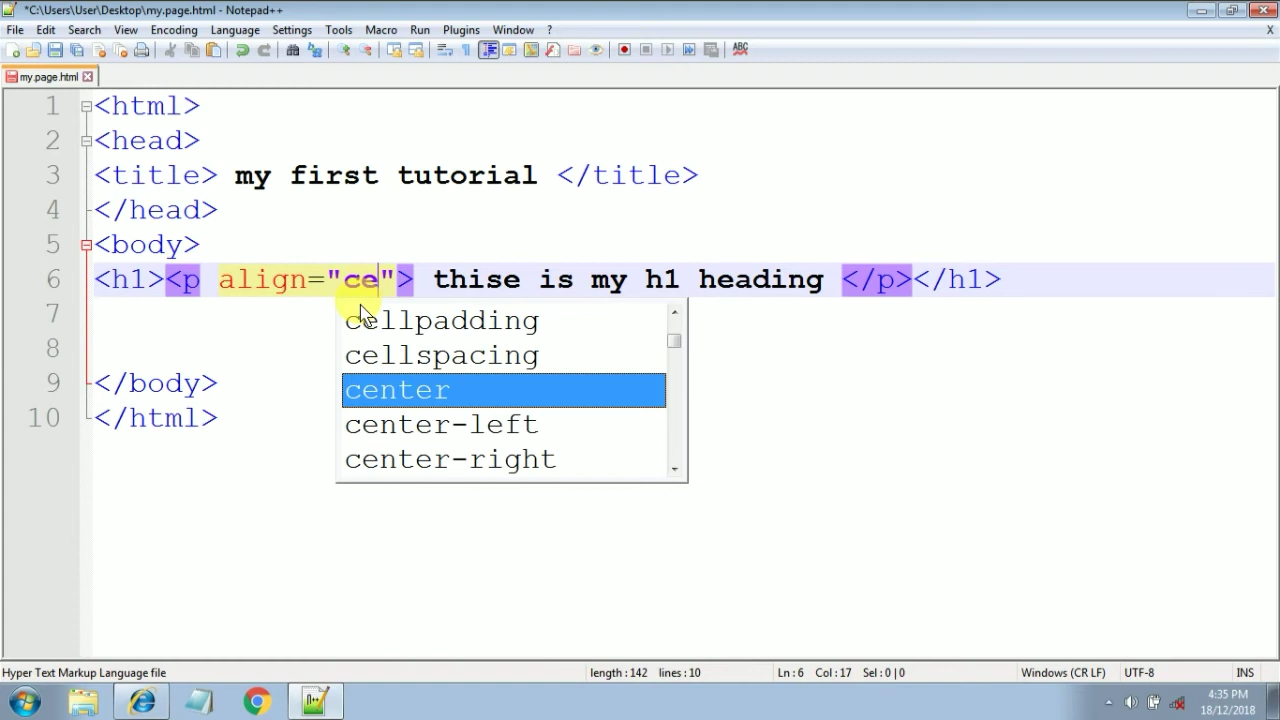 *C:\Users\User\Desktop\my.page.html - Notepad++
File Edit Search View Encoding Language Settings Tools Macro Run Plugins Window ? X
ABC
my.page.html
1 <html>
2 <head>
3 <title> my first tutorial </title>
4 </head>
5 <body>
6 <h1><p align="ce"> thise is my h1 heading </p></h1>
7
8
9 </body>
10 </html>
cellpadding
cellspacing
center
center-left
center-right
Hyper Text Markup Language file length : 142 lines : 10 Ln : 6 Col : 17 Sel : 0 | 0 Windows (CR LF) UTF-8 INS
4:35 PM
18/12/2018